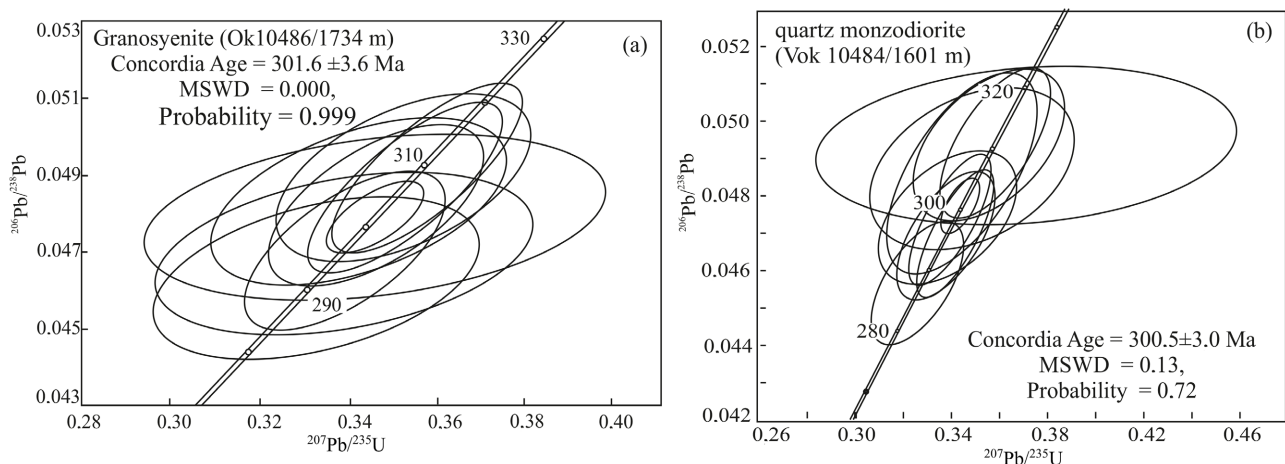 Granosyenite (Ok10486/1734 m)
Concordia Age = 301.6 ±3.6 Ma
MSWD = 0.000,
Probability = 0.999
(a)
330
310
290
0.053
0.051
0.049
0.047
0.045
0.043
²⁰⁶Pb/²³⁸Pb
0.28
0.30
0.32
0.34
0.36
0.38
0.40
²⁰⁷Pb/²³⁵U
quartz monzodiorite
(Vok 10484/1601 m)
(b)
320
300
280
Concordia Age = 300.5±3.0 Ma
MSWD = 0.13,
Probability = 0.72
0.052
0.050
0.048
0.046
0.044
0.042
²⁰⁶Pb/²³⁸Pb
0.26
0.30
0.35
0.38
0.42
0.46
²⁰⁷Pb/²³⁵U